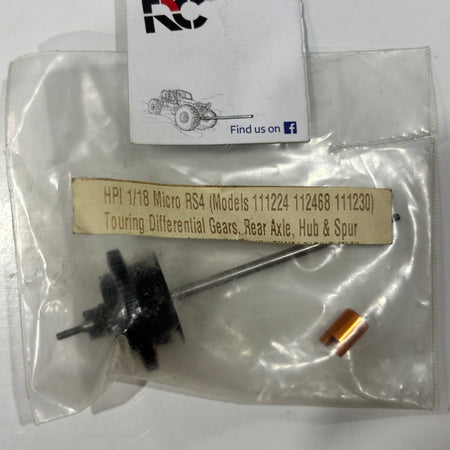 RC
Find us on f
HPI 1/18 Micro RS4 (Models 111224 112468 111230)
Touring Differential Gears, Rear Axle, Hub & Spur